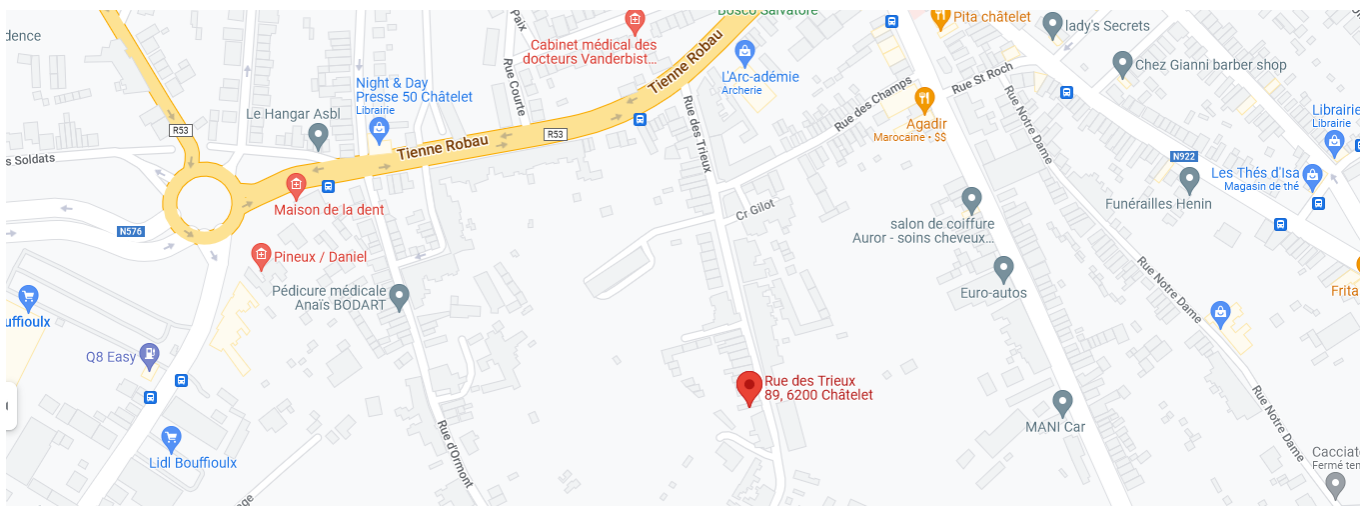 Bosco Salvatore
Pita châtelet
lady's Secrets
dence
Paix
Cabinet médical des
docteurs Vanderbist...
Tienne Robau
L'Arc-adémie
Archerie
Chez Gianni barber shop
Rue St Roch
Night & Day
Presse 50 Châtelet
Librairie
Rue Courte
Rue des Champs
Agadir
Marocaine - $$
Rue Notre Dame
Le Hangar Asbl
Librairie
Librairie
R53
R53
Tienne Robau
Rue des Trieux
s Soldats
N922
Les Thés d'Isa
Magasin de thé
Maison de la dent
Cr Gilot
Funérailles Henin
N576
salon de coiffure
Auror - soins cheveux...
Pineux / Daniel
Pédicure médicale
Anaïs BODART
Euro-autos
Rue Notre Dame
Frita
ouffioulx
Q8 Easy
Rue des Trieux
89, 6200 Châtelet
MANI Car
Rue Notre Dame
Rue d'Ormont
Lidl Bouffioulx
Cacciato
Fermé tem
ge